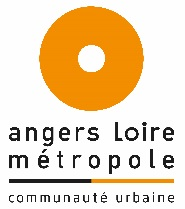 angers Loire
métropole
communauté urbaine